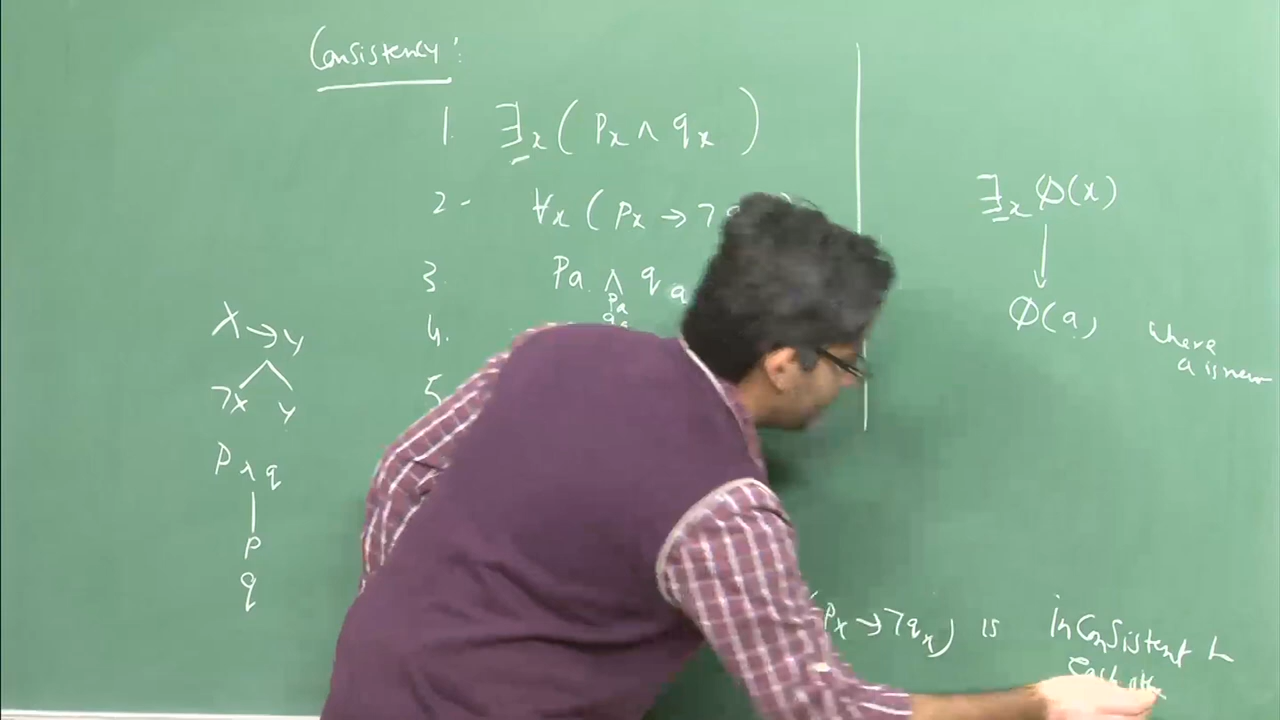 Consistency:
1. ∃x (Px ∧ qx)
2- ∀x (Px → ¬
3. Pa ∧ qa
Pa
qa
4.
5
X → Y
¬X Y
P ∧ q
P
q
∃x Ø(x)
↓
Ø(a) where
a is new
Px → ¬qx) is inConsistent